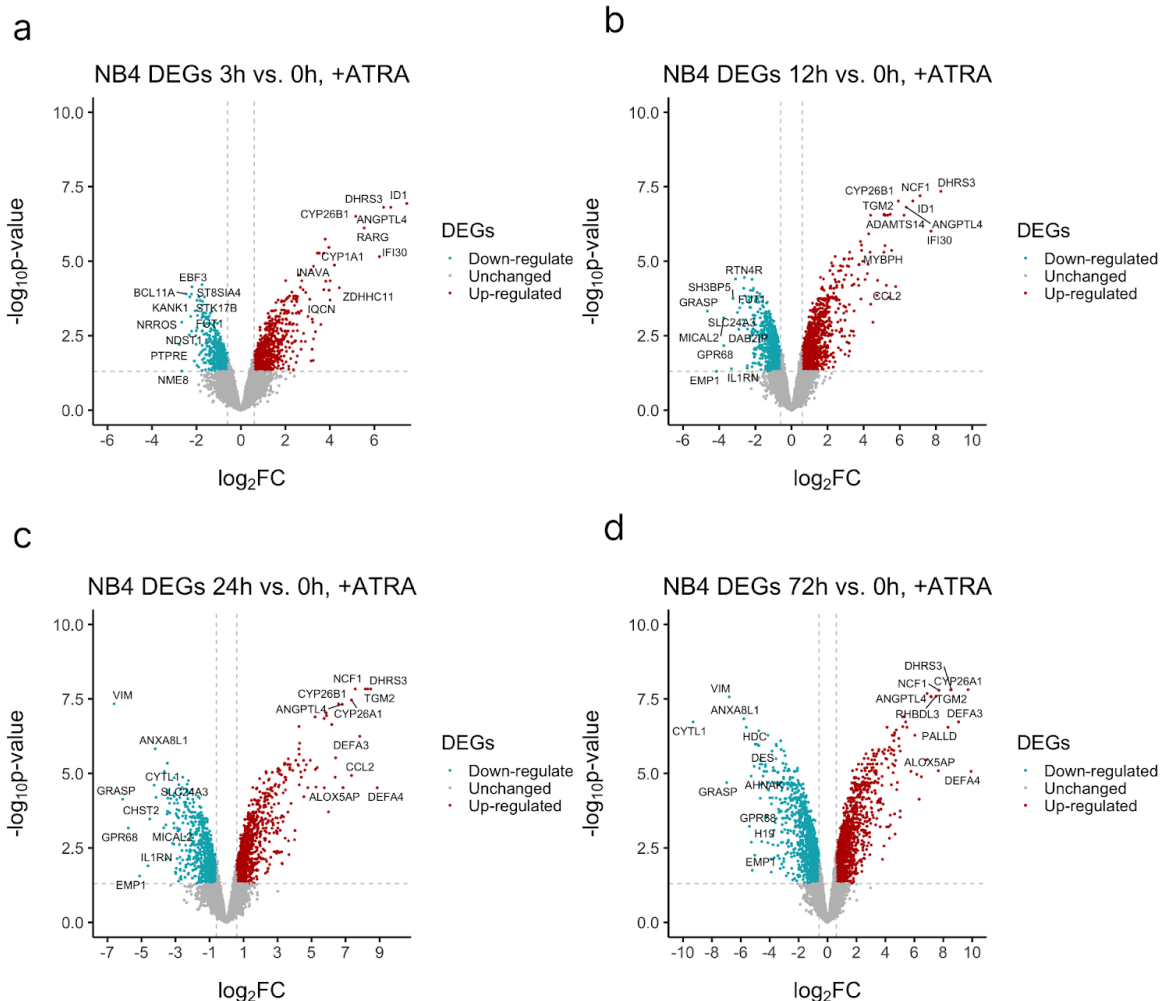 a
NB4 DEGs 3h vs. 0h, +ATRA
10.0
7.5
5.0
2.5
0.0
-log10p-value
DHRS3
ID1
CYP26B1
ANGPTL4
RARG
CYP1A1
IFI30
INAVA
ZDHHC11
IQCN
EBF3
BCL11A
ST8SIA4
KANK1
STK17B
NRROS
FUT1
NDST1
PTPRE
NME8
-6
-4
-2
0
2
4
6
log2FC
DEGs
Down-regulate
Unchanged
Up-regulated
b
NB4 DEGs 12h vs. 0h, +ATRA
10.0
7.5
5.0
2.5
0.0
-log10p-value
CYP26B1
NCF1
DHRS3
TGM2
ID1
ADAMTS14
ANGPTL4
IFI30
MYBPH
CCL2
RTN4R
SH3BP5
GRASP
FUT1
SLC24A3
MICAL2
DAB2IP
GPR68
EMP1
IL1RN
-6
-4
-2
0
2
4
6
8
10
log2FC
DEGs
Down-regulate
Unchanged
Up-regulated
c
NB4 DEGs 24h vs. 0h, +ATRA
10.0
7.5
5.0
2.5
0.0
-log10p-value
NCF1
DHRS3
CYP26B1
TGM2
ANGPTL4
CYP26A1
DEFA3
CCL2
ALOX5AP
DEFA4
VIM
ANXA8L1
CYTL1
GRASP
SLC24A3
CHST2
GPR68
MICAL2
IL1RN
EMP1
-7
-5
-3
-1
1
3
5
7
9
log2FC
DEGs
Down-regulate
Unchanged
Up-regulated
d
NB4 DEGs 72h vs. 0h, +ATRA
10.0
7.5
5.0
2.5
0.0
-log10p-value
DHRS3
NCF1
CYP26A1
ANGPTL4
TGM2
RHBDL3
DEFA3
PALLD
ALOX5AP
DEFA4
VIM
ANXA8L1
CYTL1
HDC
DES
GRASP
AHNAK
GPR68
H19
EMP1
-10
-8
-6
-4
-2
0
2
4
6
8
10
log2FC
DEGs
Down-regulate
Unchanged
Up-regulated